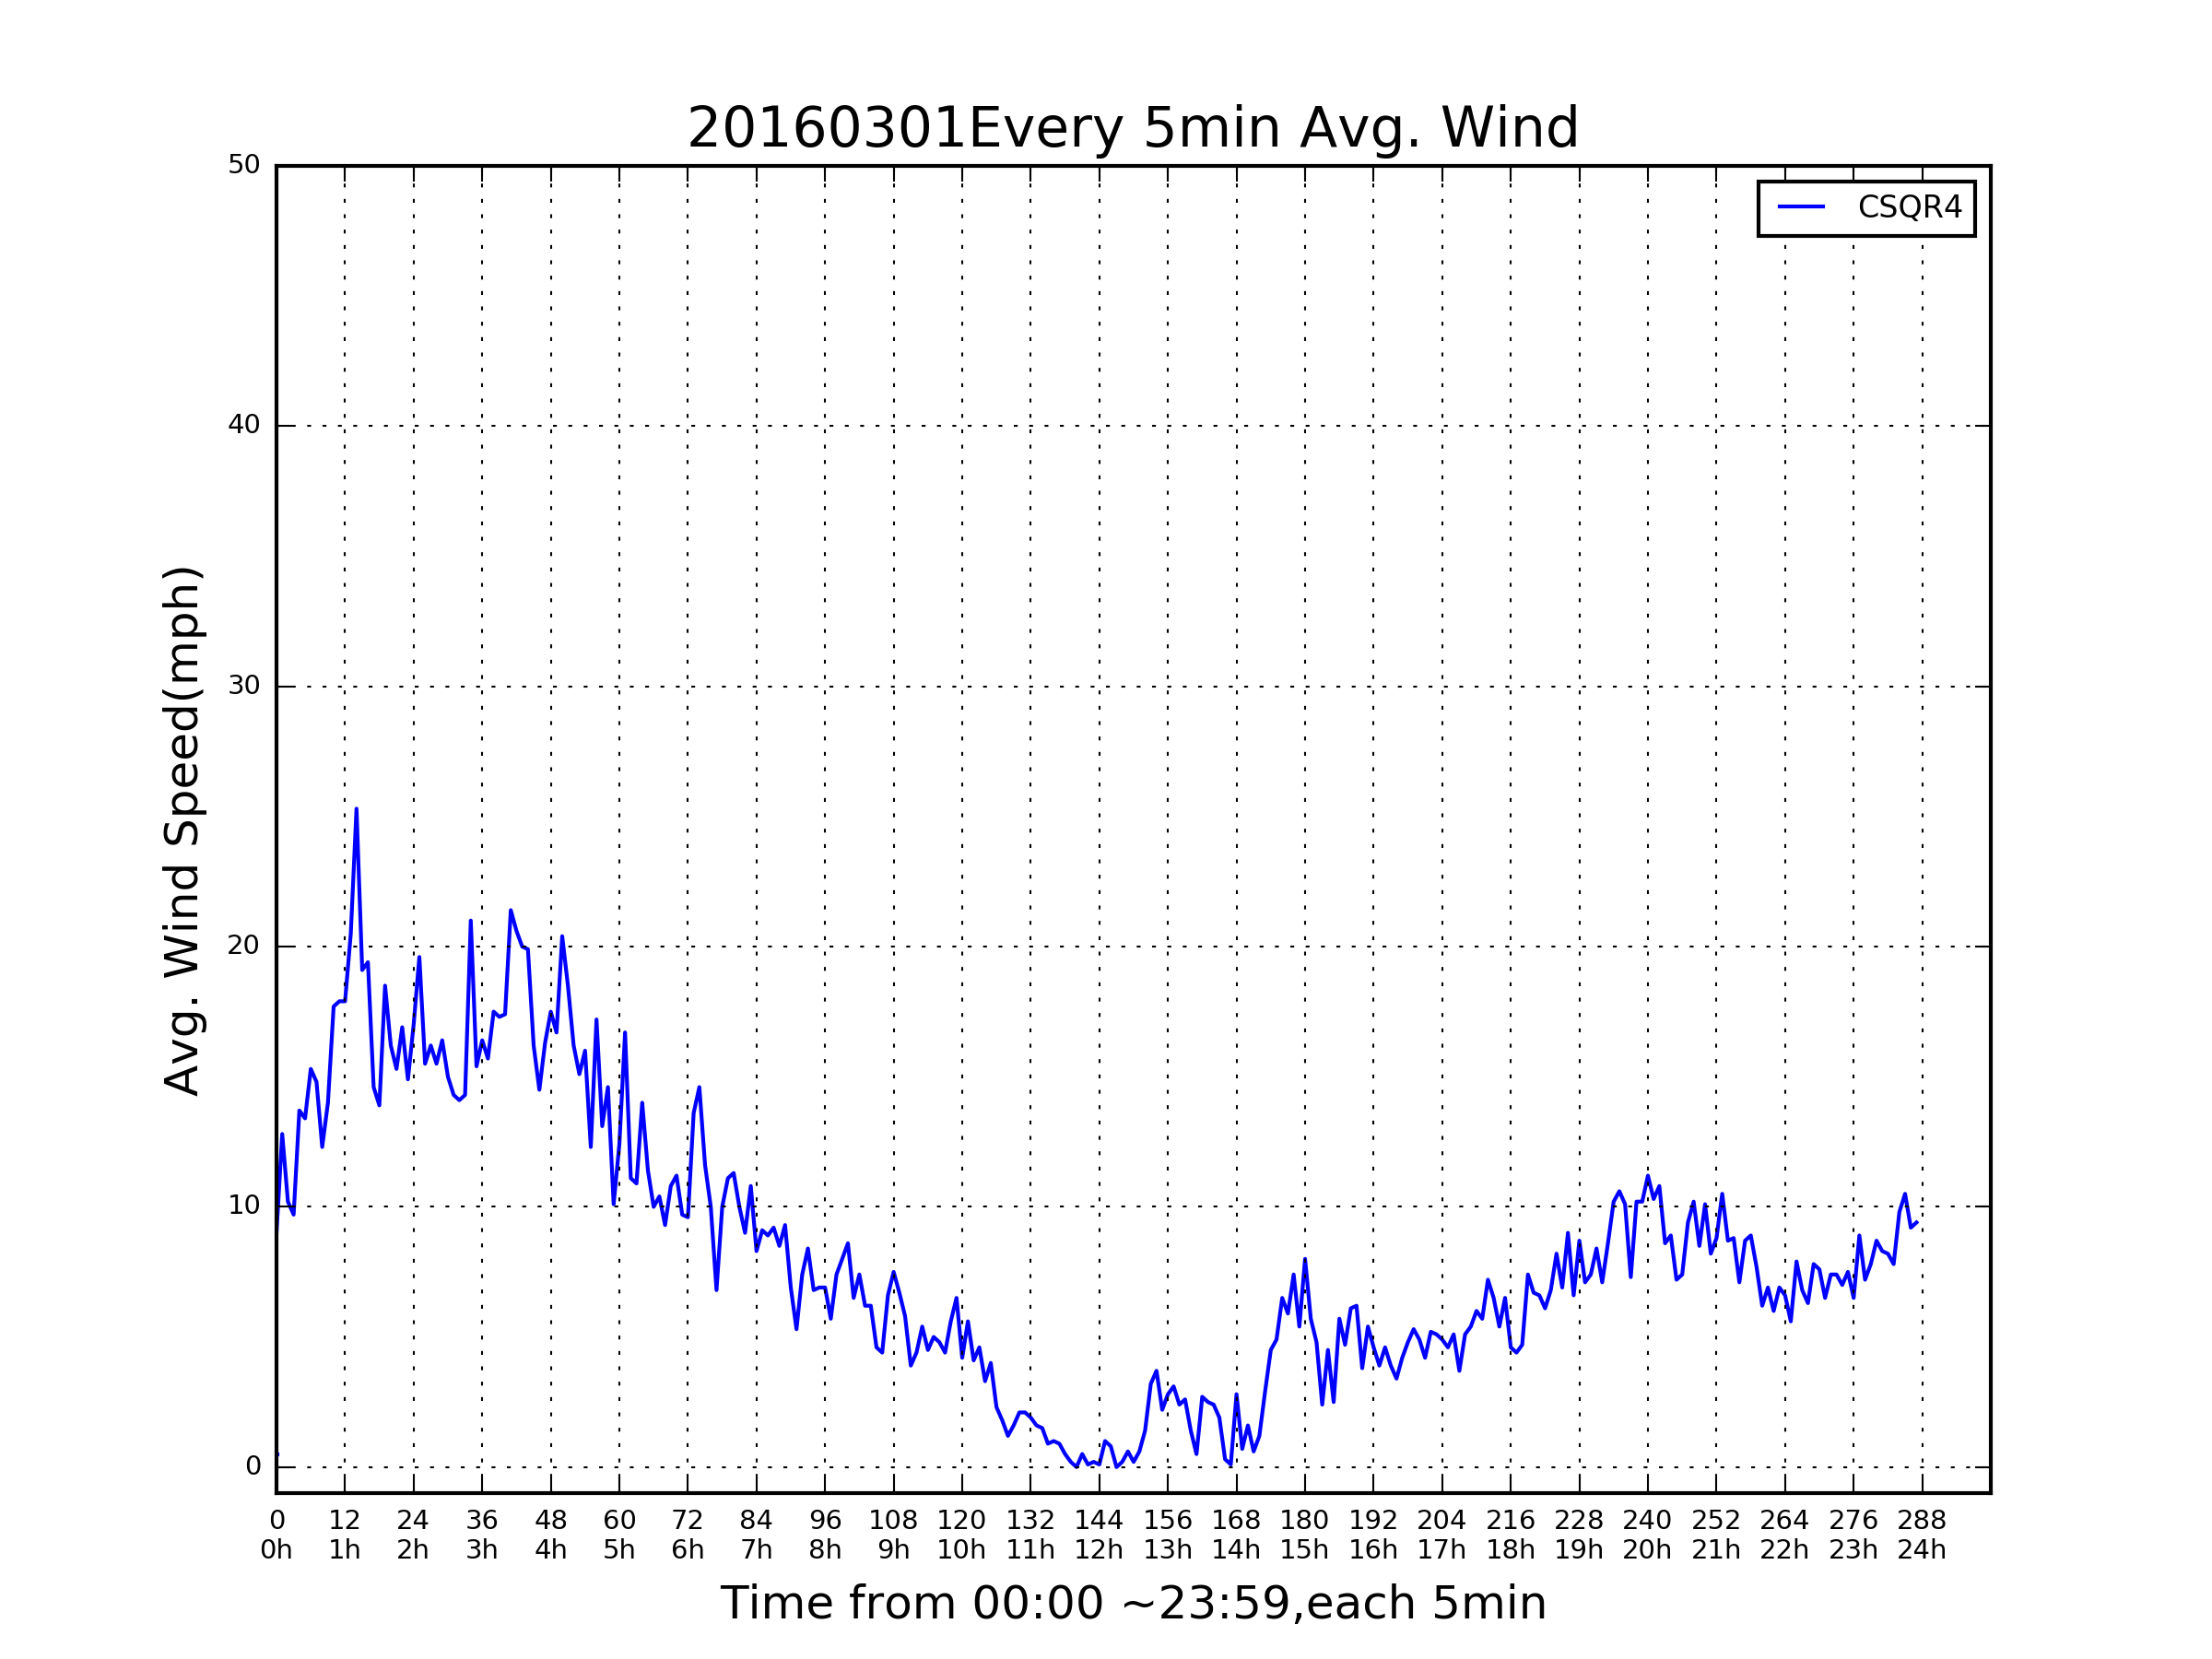 20160301Every 5min Avg. Wind
CSQR4
Avg. Wind Speed(mph)
50
40
30
20
10
0
0 12 24 36 48 60 72 84 96 108 120 132 144 156 168 180 192 204 216 228 240 252 264 276 288
0h 1h 2h 3h 4h 5h 6h 7h 8h 9h 10h 11h 12h 13h 14h 15h 16h 17h 18h 19h 20h 21h 22h 23h 24h
Time from 00:00 ~23:59,each 5min